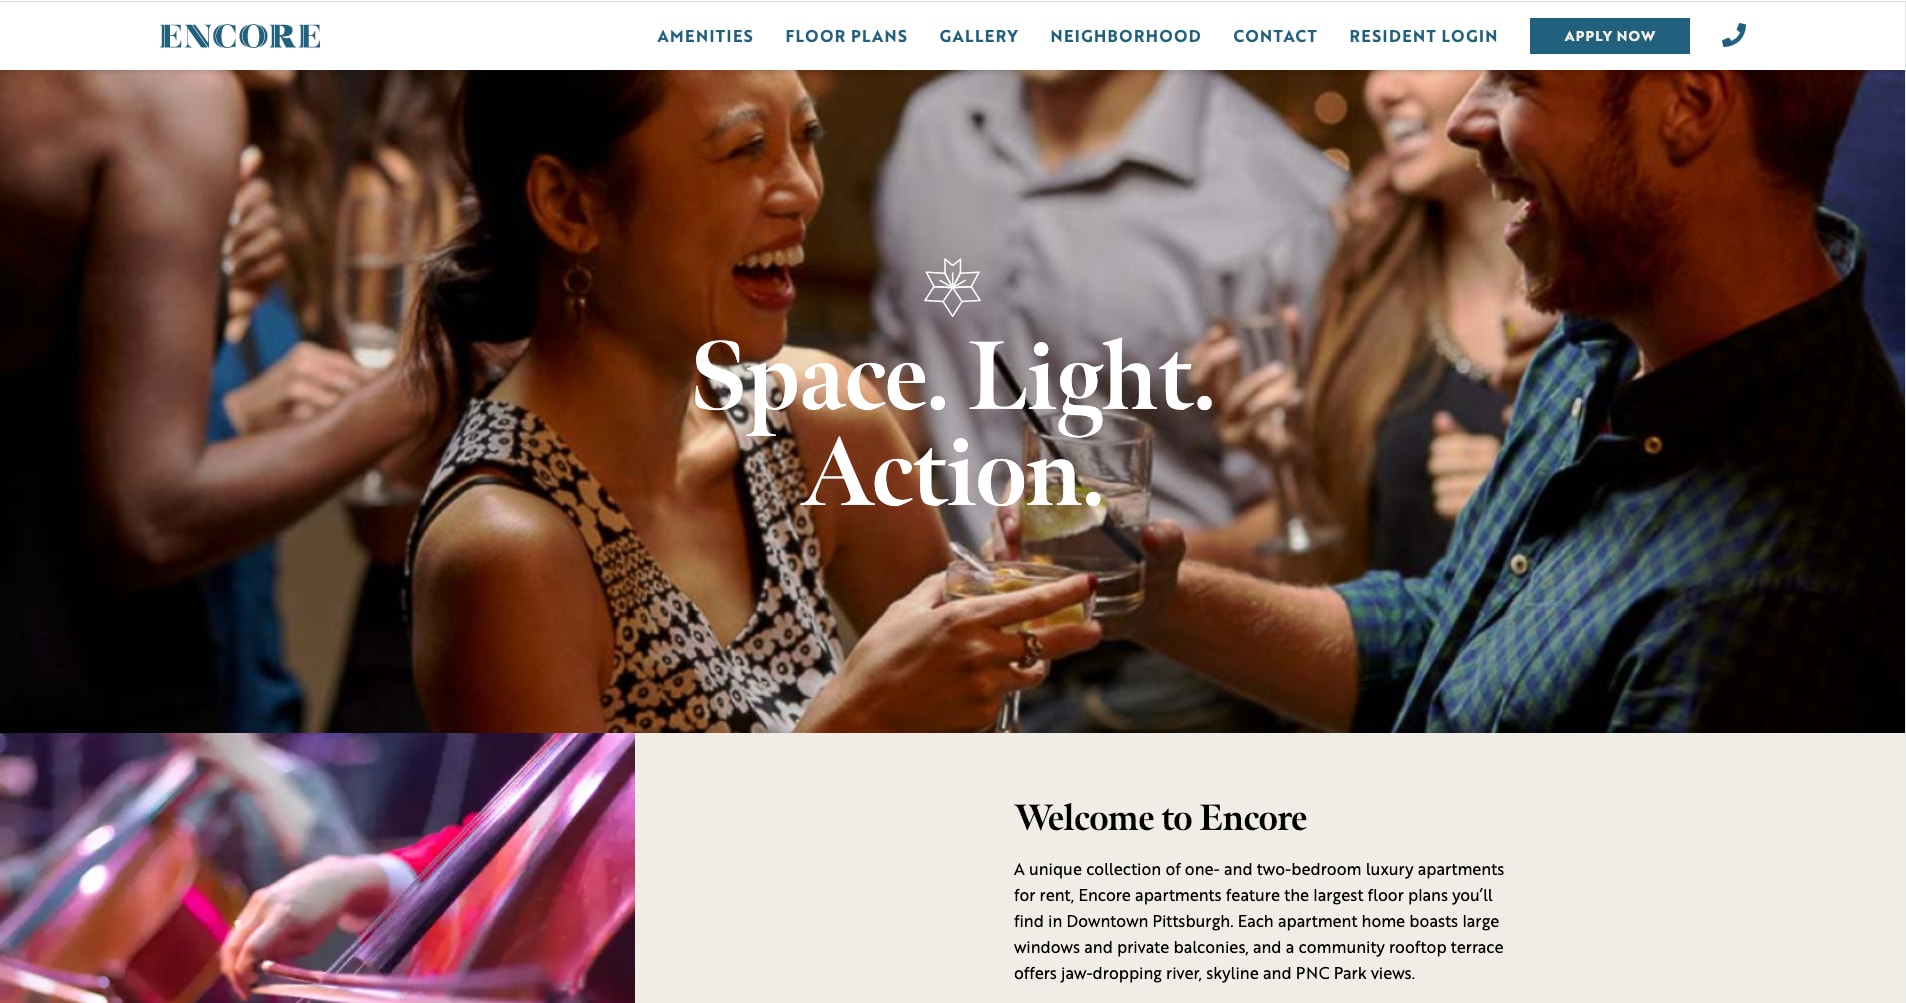 ENCORE
AMENITIES
FLOOR PLANS
GALLERY
NEIGHBORHOOD
CONTACT
RESIDENT LOGIN
APPLY NOW
Space. Light.
Action.
Welcome to Encore
A unique collection of one- and two-bedroom luxury apartments
for rent, Encore apartments feature the largest floor plans you’ll
find in Downtown Pittsburgh. Each apartment home boasts large
windows and private balconies, and a community rooftop terrace
offers jaw-dropping river, skyline and PNC Park views.